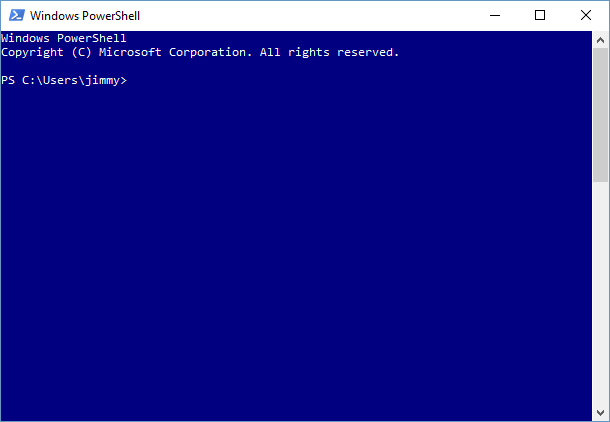 Windows PowerShell
Windows PowerShell
Copyright (C) Microsoft Corporation. All rights reserved.
PS C:\Users\jimmy>